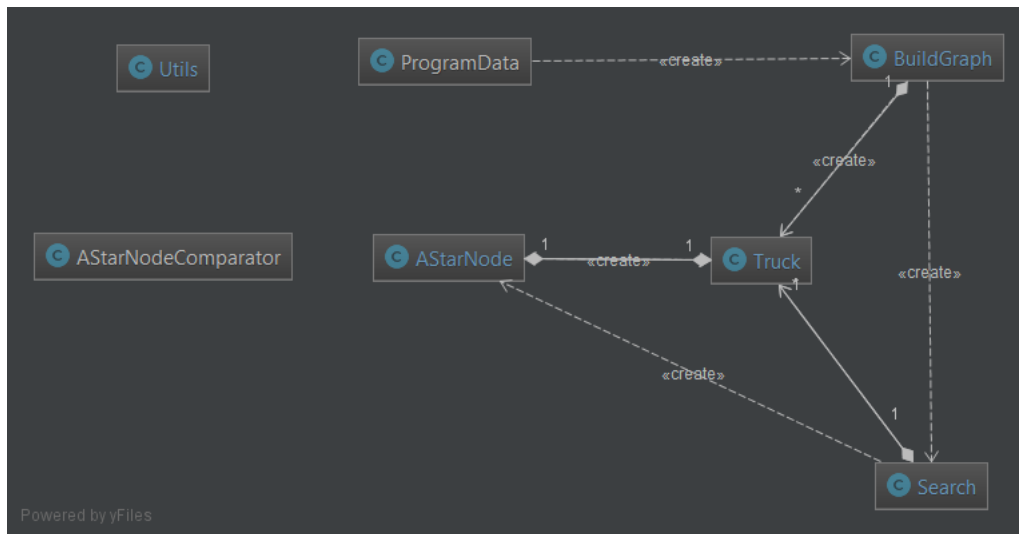 C Utils
C ProgramData
«create»
C BuildGraph
1
«create»
*
C AStarNodeComparator
C AStarNode
1
«create»
1
C Truck
*
1
«create»
«create»
1
C Search
Powered by yFiles